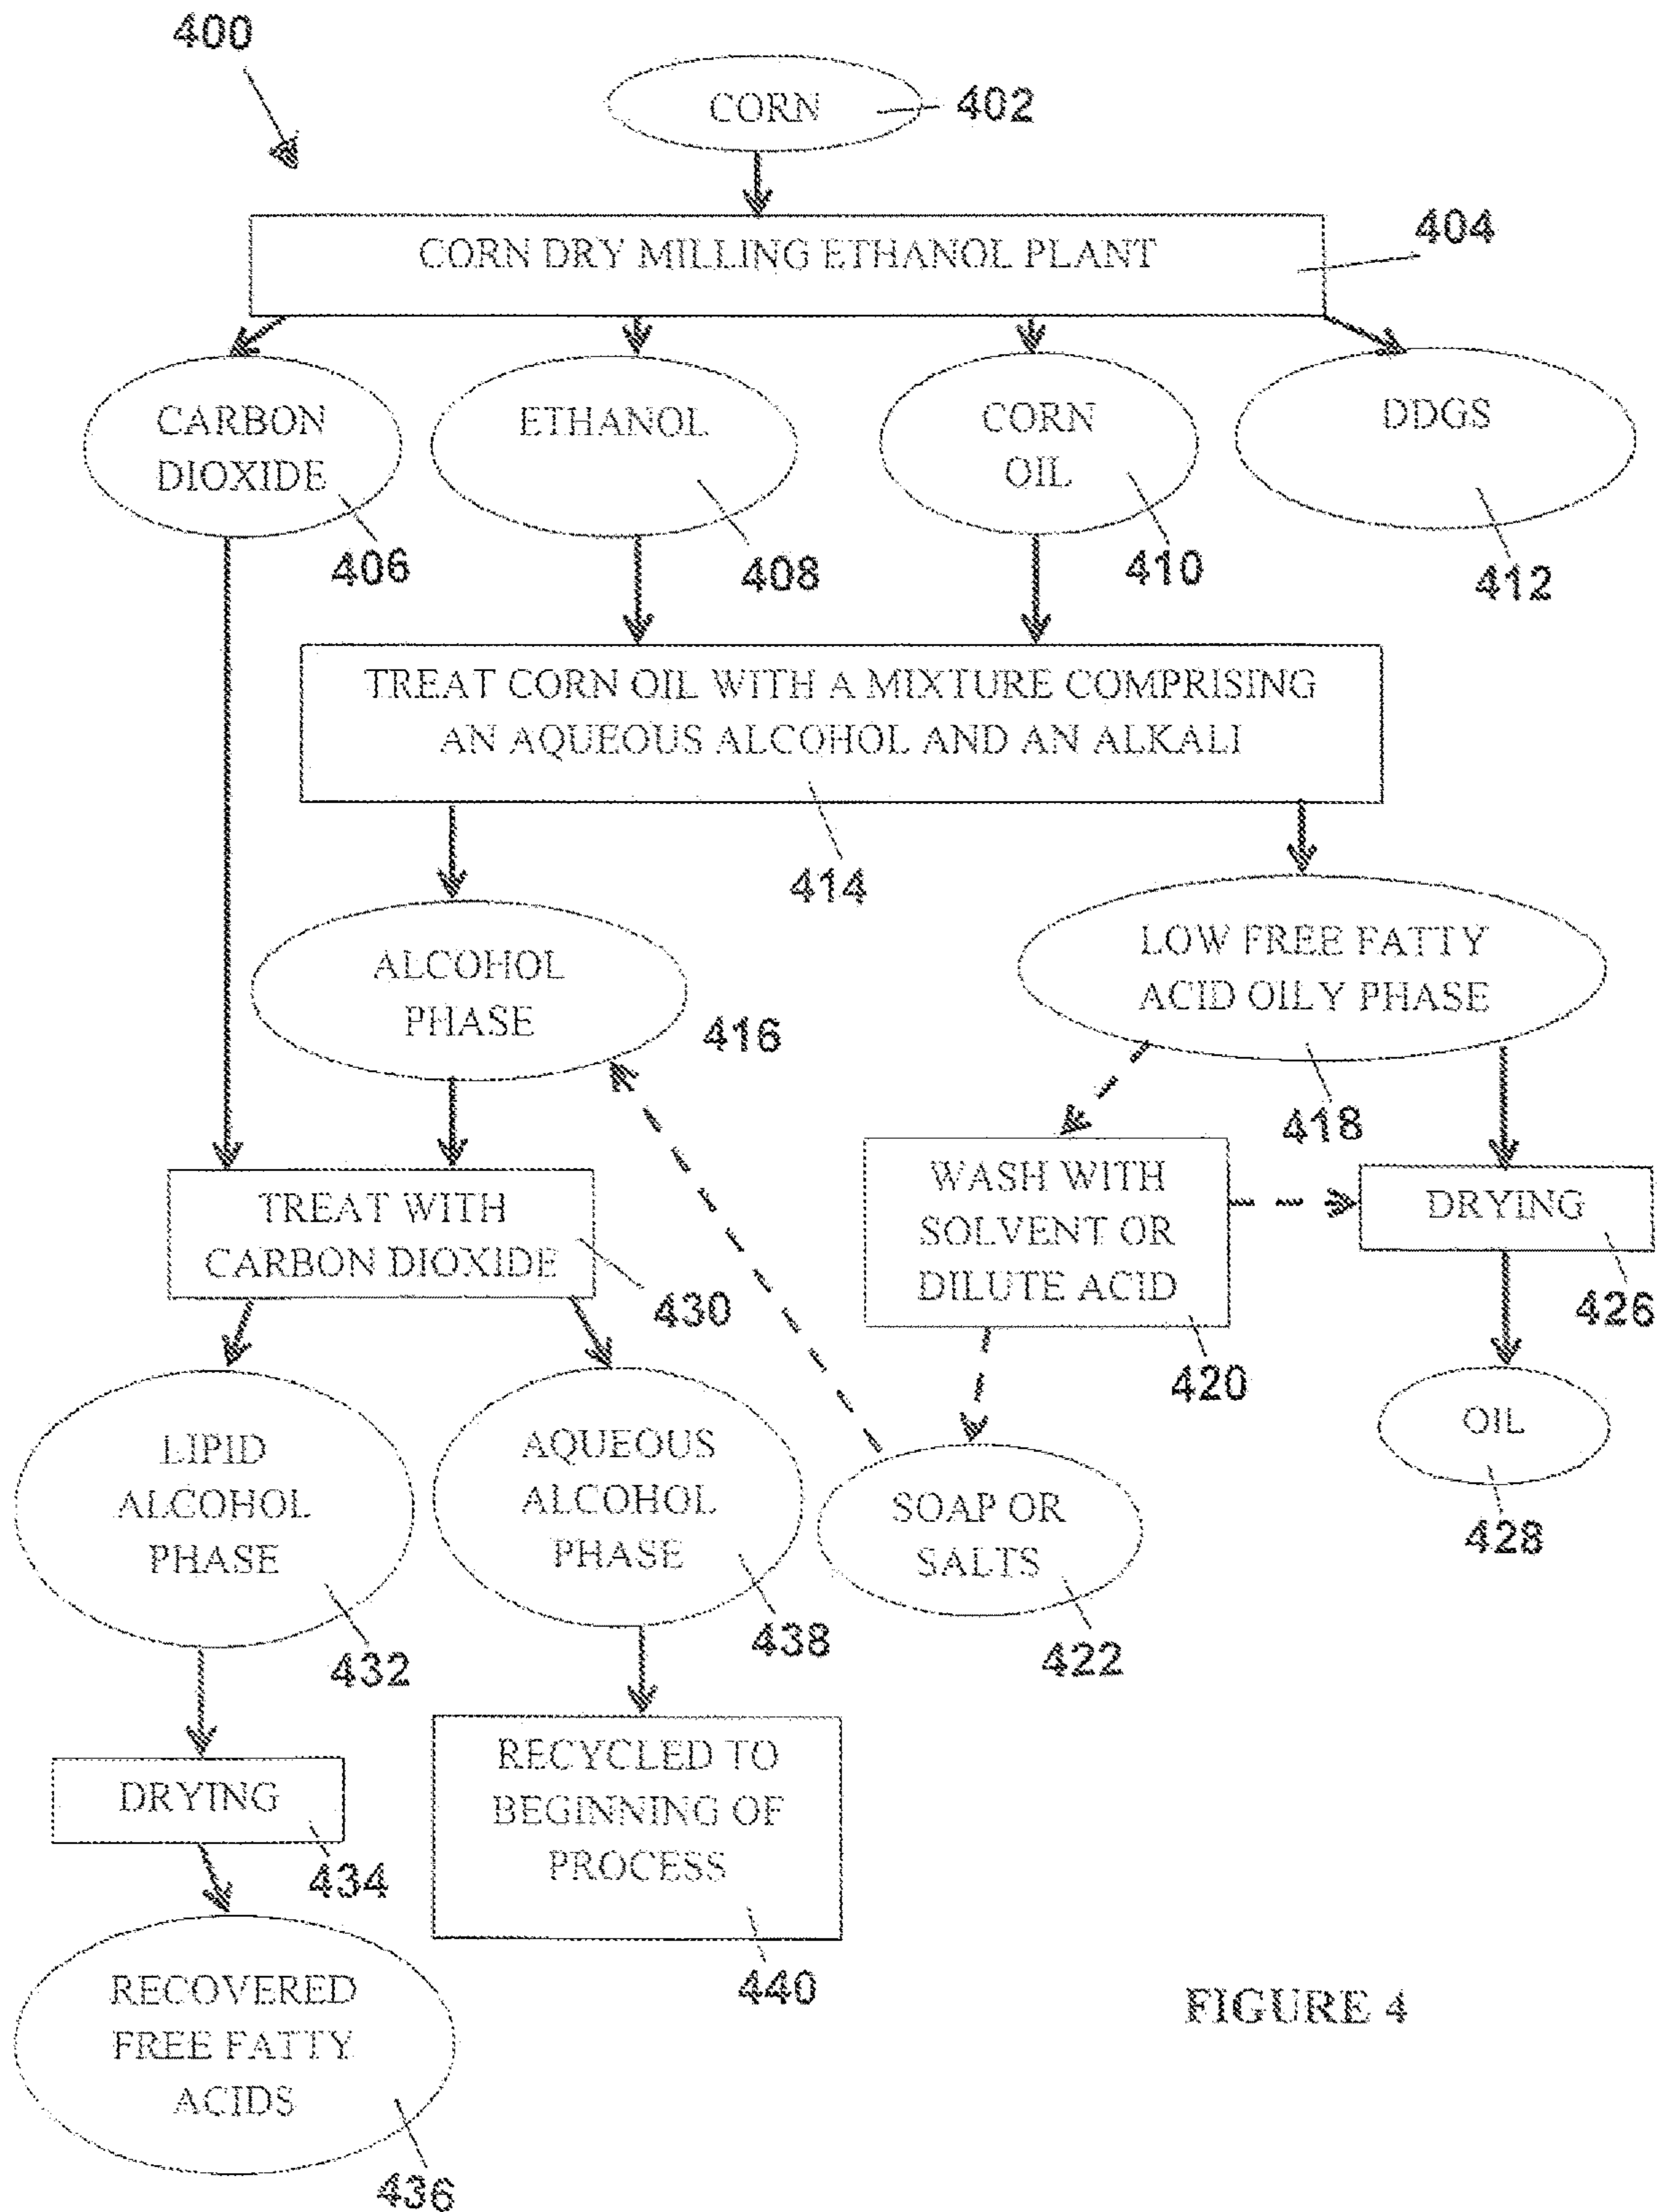 400
CORN
402
CORN DRY MILLING ETHANOL PLANT
404
CARBON
DIOXIDE
406
ETHANOL
408
CORN
OIL
410
DDGS
412
TREAT CORN OIL WITH A MIXTURE COMPRISING
AN AQUEOUS ALCOHOL AND AN ALKALI
414
ALCOHOL
PHASE
416
LOW FREE FATTY
ACID OILY PHASE
418
TREAT WITH
CARBON DIOXIDE
430
WASH WITH
SOLVENT OR
DILUTE ACID
420
DRYING
426
LIPID
ALCOHOL
PHASE
432
AQUEOUS
ALCOHOL
PHASE
438
SOAP OR
SALTS
422
OIL
428
DRYING
434
RECYCLED TO
BEGINNING OF
PROCESS
440
RECOVERED
FREE FATTY
ACIDS
436
FIGURE 4